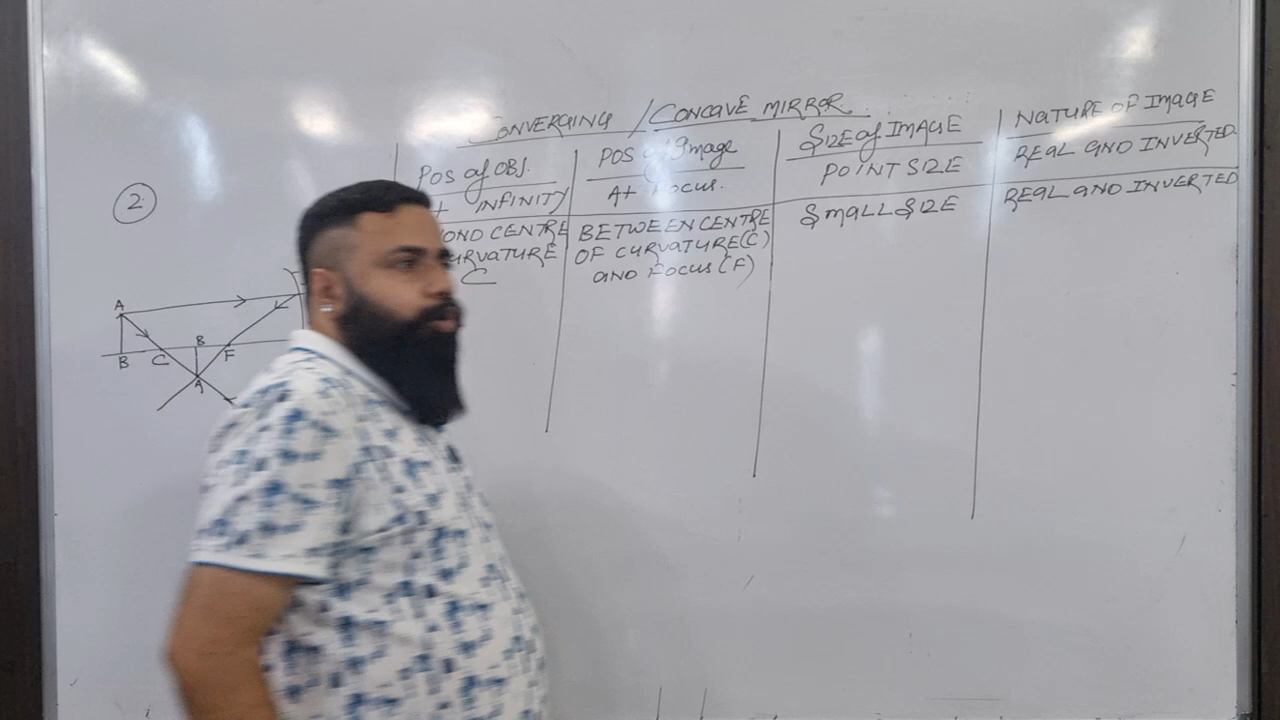 CONVERGING / CONCAVE MIRROR
POS of OBJ.
POS of Image
SIZE of IMAGE
NATURE OF IMAGE
INFINITY
At FOCUS.
POINT SIZE
REAL AND INVERTED.
CENTRE
C
BETWEEN CENTRE
OF CURVATURE(C)
AND FOCUS (F)
SMALL SIZE
REAL AND INVERTED
2
A
B
C
B
F
A